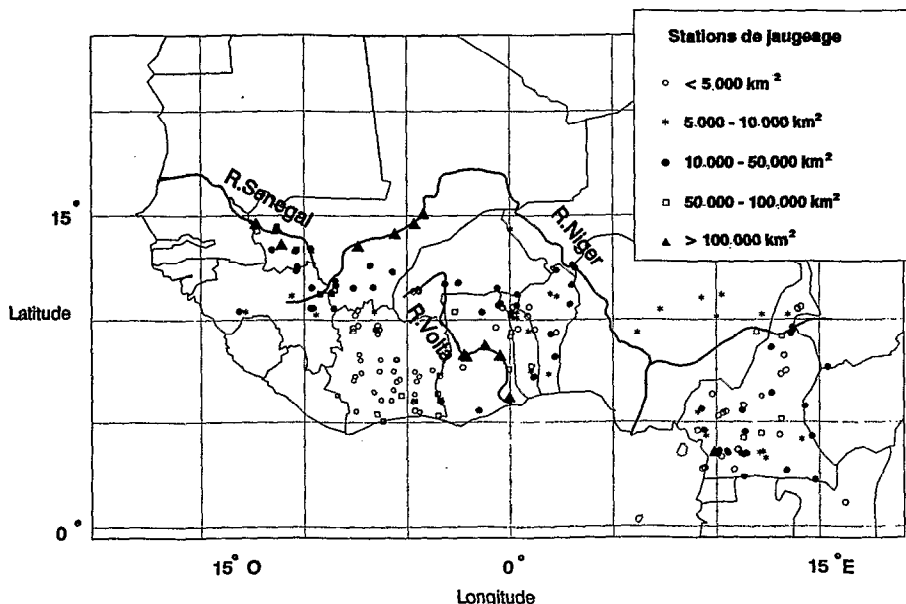 Stations de jaugeage
< 5.000 km²
5.000 - 10.000 km²
10.000 - 50,000 km²
50.000 - 100.000 km²
> 100.000 km²
R.Senegal
R.Niger
R.Volta
15°
Latitude
0°
15° O
0°
15° E
Longitude